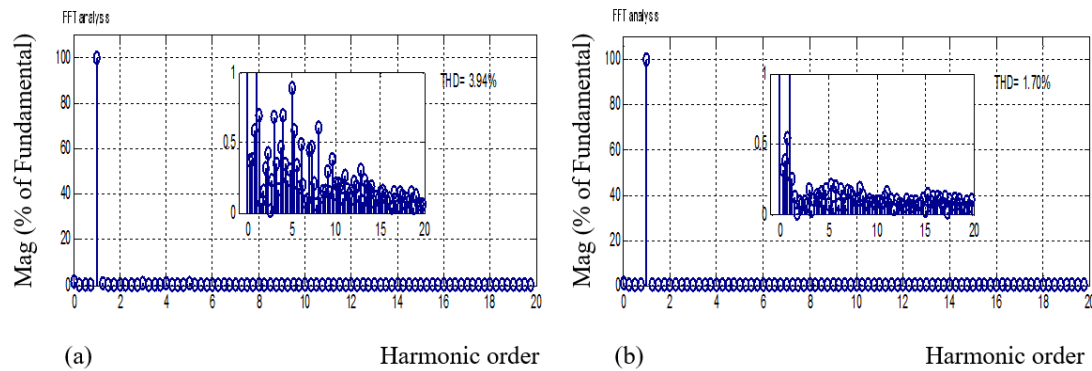 FFT analysis
Mag (% of Fundamental)
100
80
60
40
20
0
0 2 4 6 8 10 12 14 16 18 20
1
0.5
0
0 5 10 15 20
THD= 3.94%
(a)
Harmonic order
FFT analysis
Mag (% of Fundamental)
100
80
60
40
20
0
0 2 4 6 8 10 12 14 16 18 20
1
0.5
0
0 5 10 15 20
THD= 1.70%
(b)
Harmonic order